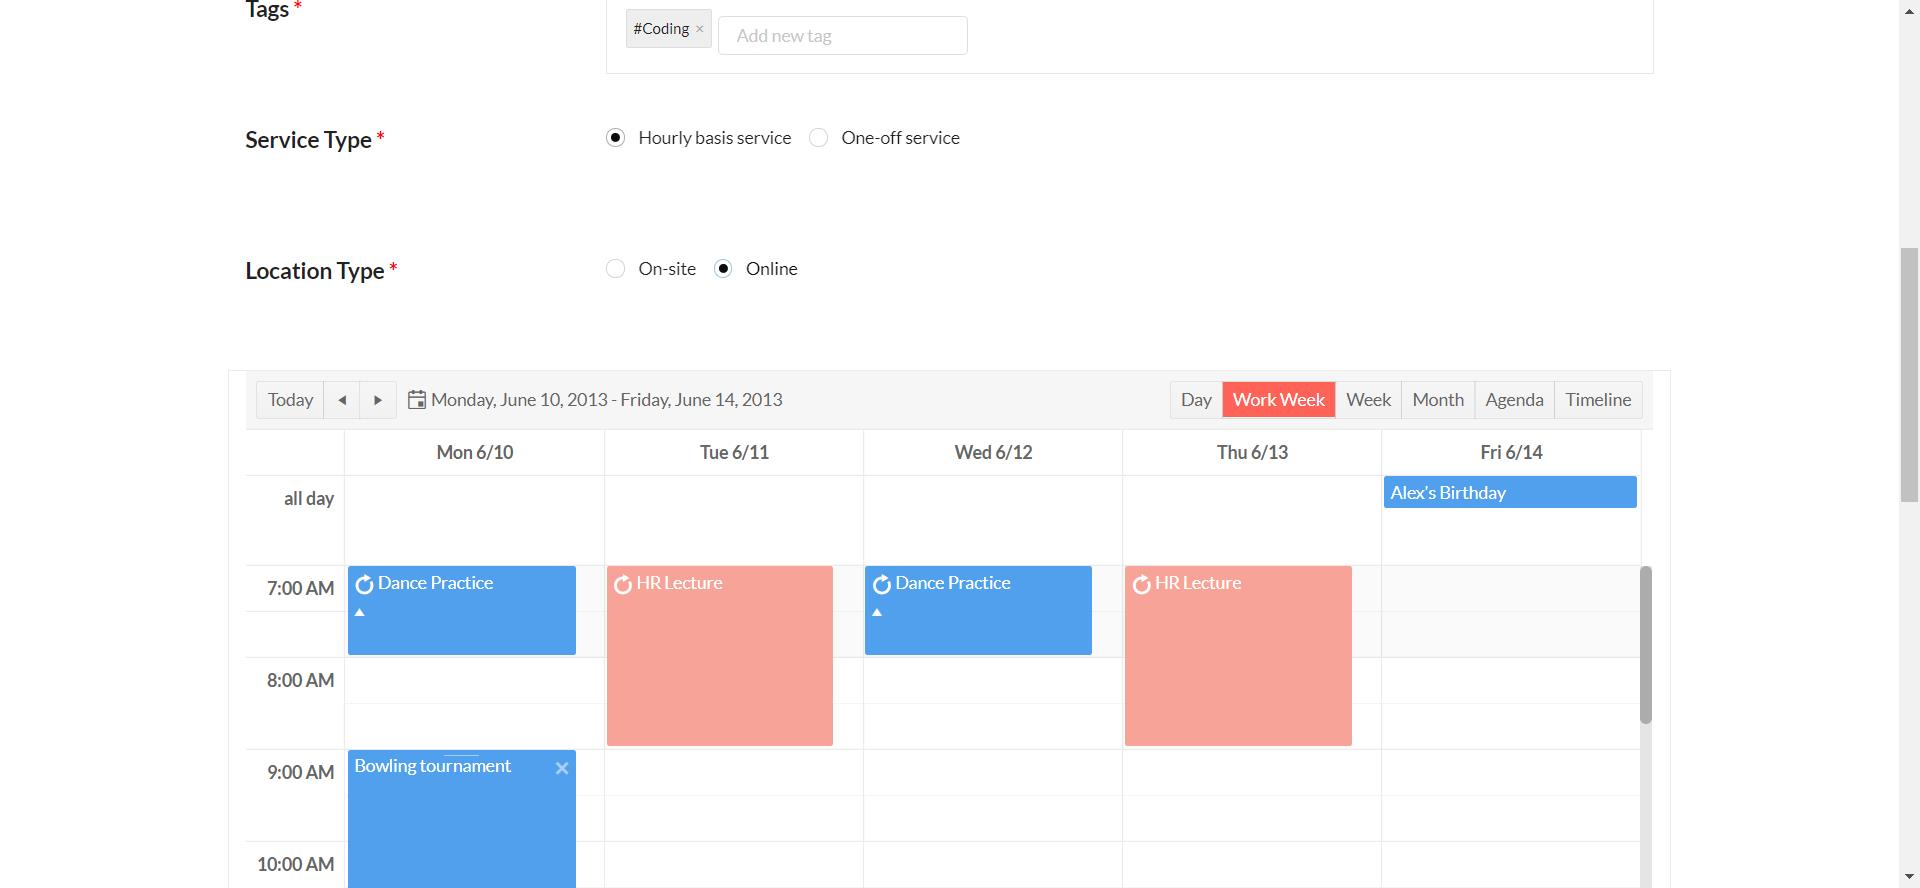 Tags *
#Coding ×
Add new tag
Service Type *
Hourly basis service
One-off service
Location Type *
On-site
Online
Today
Monday, June 10, 2013 - Friday, June 14, 2013
Day
Work Week
Week
Month
Agenda
Timeline
Mon 6/10
Tue 6/11
Wed 6/12
Thu 6/13
Fri 6/14
all day
Alex's Birthday
7:00 AM
Dance Practice
HR Lecture
Dance Practice
HR Lecture
8:00 AM
9:00 AM
Bowling tournament
10:00 AM